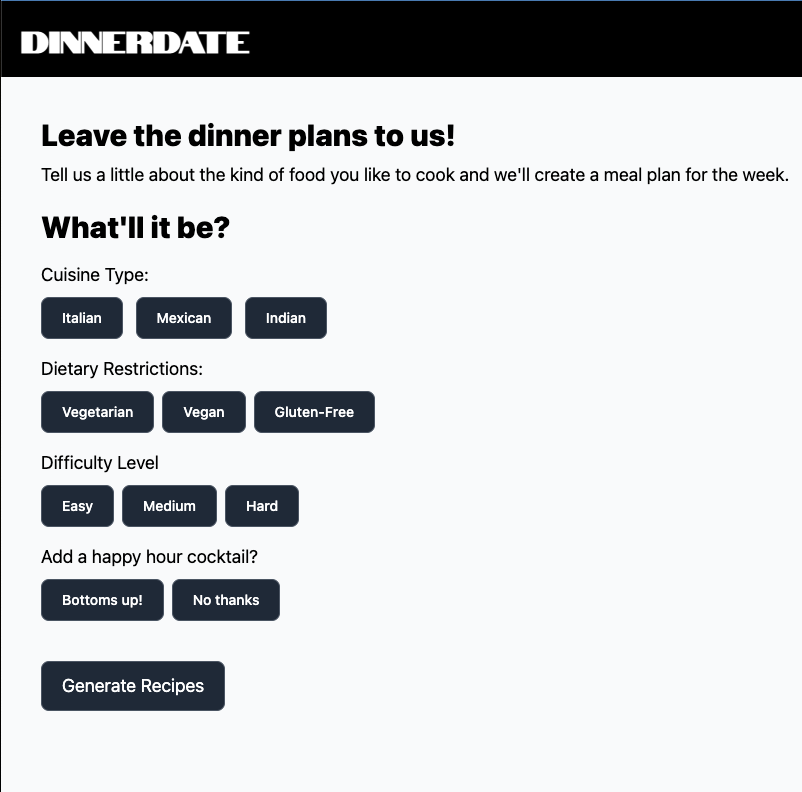 DINNERDATE
Leave the dinner plans to us!
Tell us a little about the kind of food you like to cook and we'll create a meal plan for the week.
What'll it be?
Cuisine Type:
Italian Mexican Indian
Dietary Restrictions:
Vegetarian Vegan Gluten-Free
Difficulty Level
Easy Medium Hard
Add a happy hour cocktail?
Bottoms up! No thanks
Generate Recipes